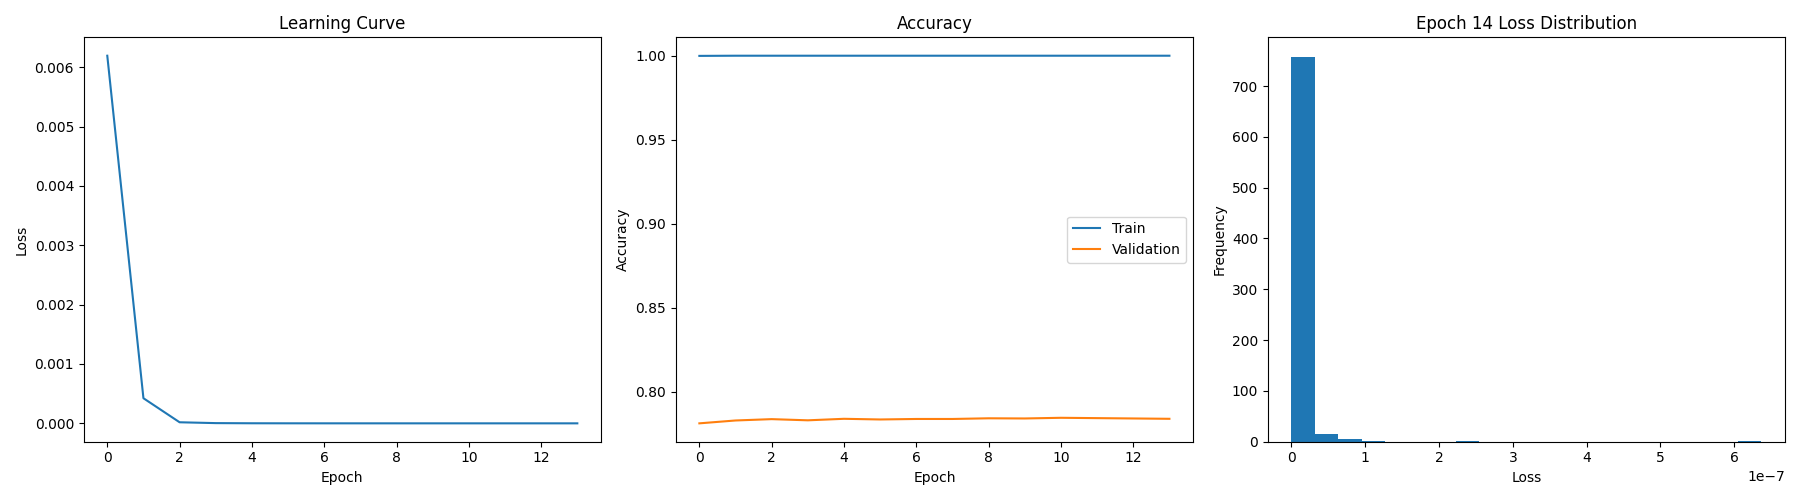 Learning Curve
0.006
0.005
0.004
0.003
0.002
0.001
0.000
Loss
0 2 4 6 8 10 12
Epoch
Accuracy
1.00
0.95
0.90
0.85
0.80
Accuracy
Train
Validation
0 2 4 6 8 10 12
Epoch
Epoch 14 Loss Distribution
700
600
500
400
300
200
100
0
Frequency
0 1 2 3 4 5 6
1e−7
Loss